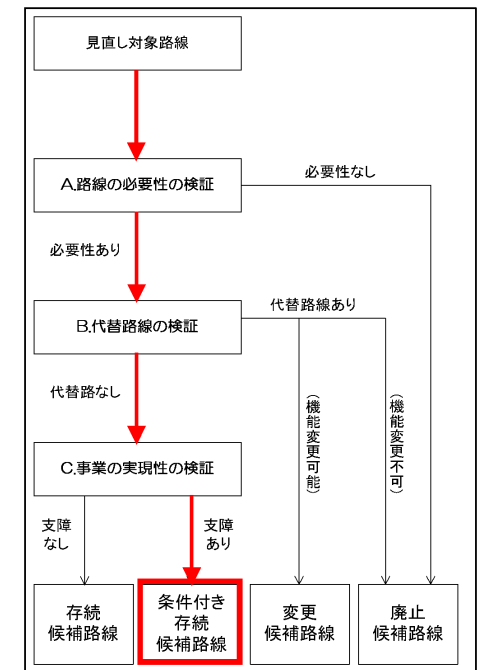 見直し対象路線
A.路線の必要性の検証
必要性なし
必要性あり
B.代替路線の検証
代替路線あり
代替路なし
（機能変更可能）
（機能変更不可）
C.事業の実現性の検証
支障
なし
支障
あり
存続
候補路線
条件付き
存続
候補路線
変更
候補路線
廃止
候補路線